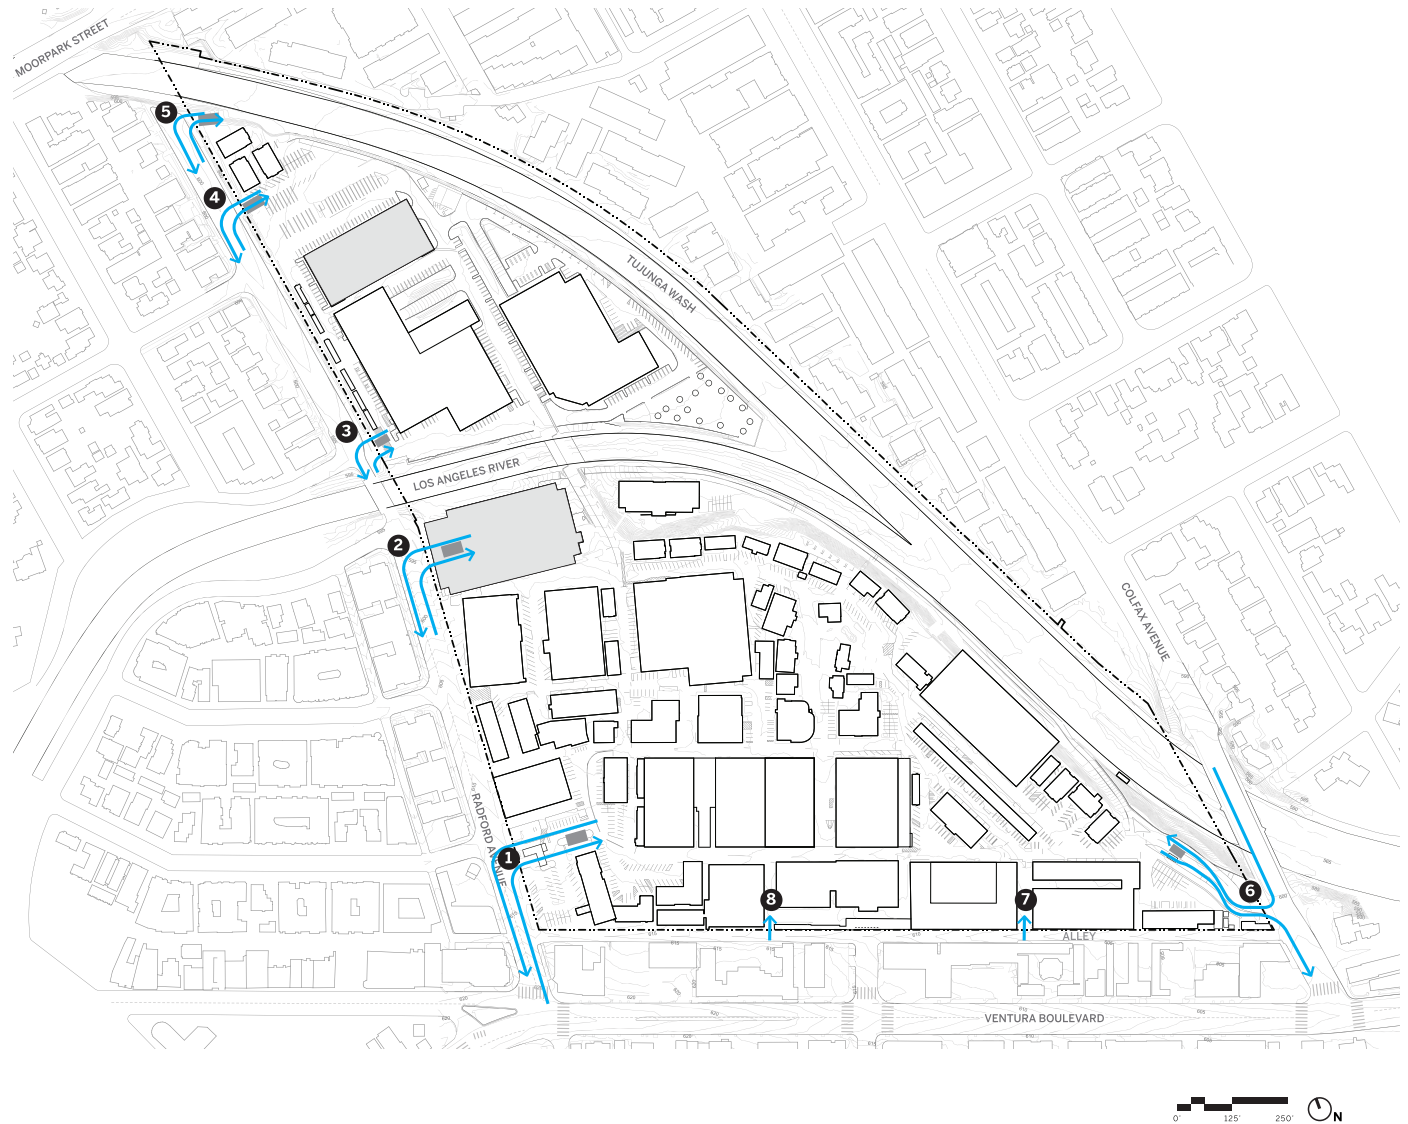 MOORPARK STREET
5
4
TUJUNGA WASH
3
LOS ANGELES RIVER
2
COLFAX AVENUE
RADFORD AVENUE
1
6
8
7
ALLEY
VENTURA BOULEVARD
0'
125'
250'
N